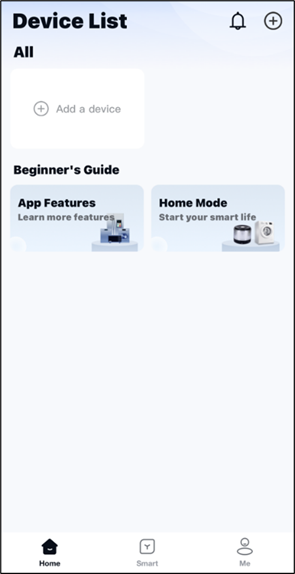 Device List
All
Add a device
Beginner's Guide
App Features
Learn more features
Home Mode
Start your smart life
Home
Smart
Me